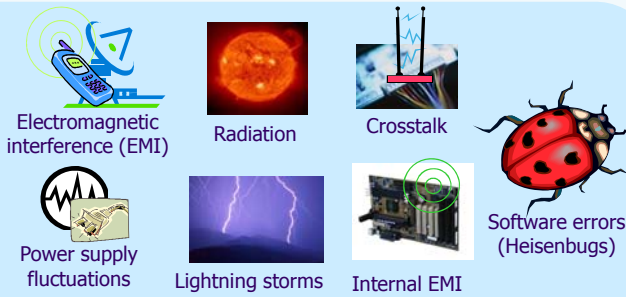 Electromagnetic
interference (EMI)
Radiation
Crosstalk
Power supply
fluctuations
Lightning storms
Internal EMI
Software errors
(Heisenbugs)